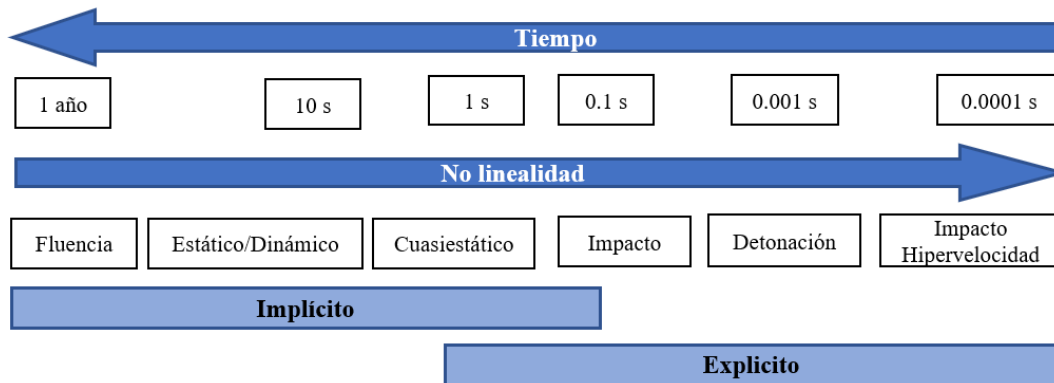 Tiempo
1 año
10 s
1 s
0.1 s
0.001 s
0.0001 s
No linealidad
Fluencia
Estático/Dinámico
Cuasiestático
Impacto
Detonación
Impacto
Hipervelocidad
Implícito
Explicito